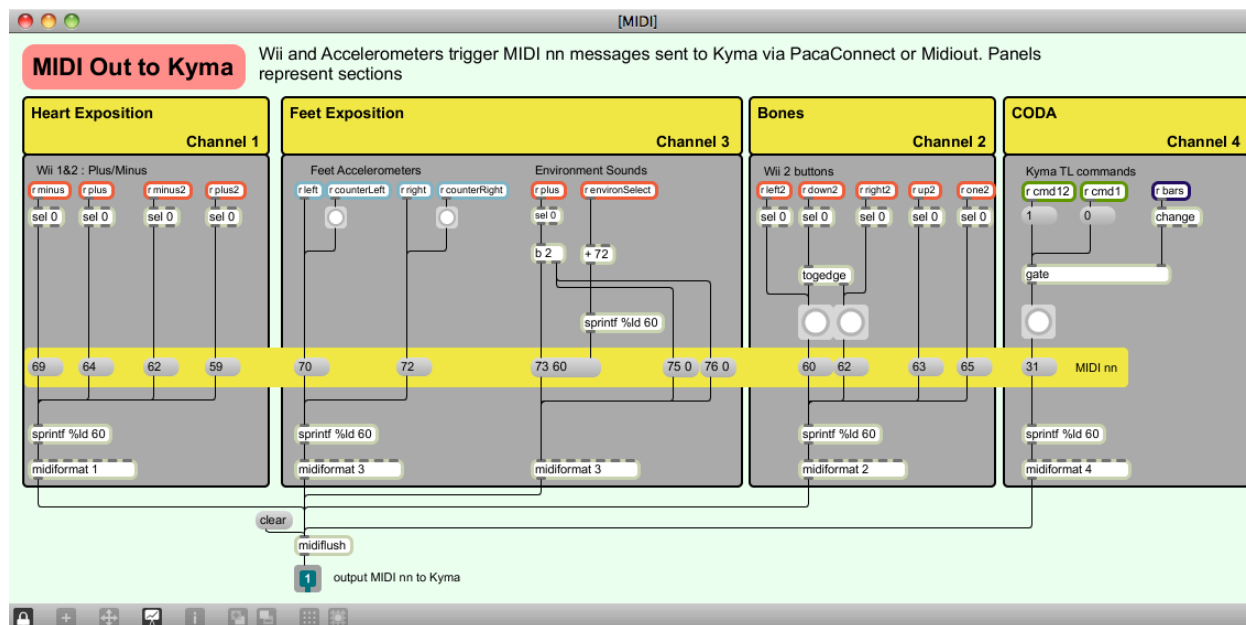 [MIDI]
MIDI Out to Kyma
Wii and Accelerometers trigger MIDI nn messages sent to Kyma via PacaConnect or Midiout. Panels
represent sections
Heart Exposition
Channel 1
Wii 1&2 : Plus/Minus
r minus r plus r minus2 r plus2
sel 0 sel 0 sel 0 sel 0
69 64 62 59
sprintf %ld 60
midiformat 1
Feet Exposition
Channel 3
Feet Accelerometers
r left r counterLeft r right r counterRight
70 72
sprintf %ld 60
midiformat 3
Environment Sounds
r plus r environSelect
sel 0
b 2 + 72
sprintf %ld 60
73 60 75 0 76 0
midiformat 3
Bones
Channel 2
Wii 2 buttons
r left2 r down2 r right2 r up2 r one2
sel 0 sel 0 sel 0 sel 0 sel 0
togedge
60 62 63 65
sprintf %ld 60
midiformat 2
CODA
Channel 4
Kyma TL commands
r cmd12 r cmd1 r bars
1 0 change
gate
31 MIDI nn
sprintf %ld 60
midiformat 4
clear
midiflush
1 output MIDI nn to Kyma